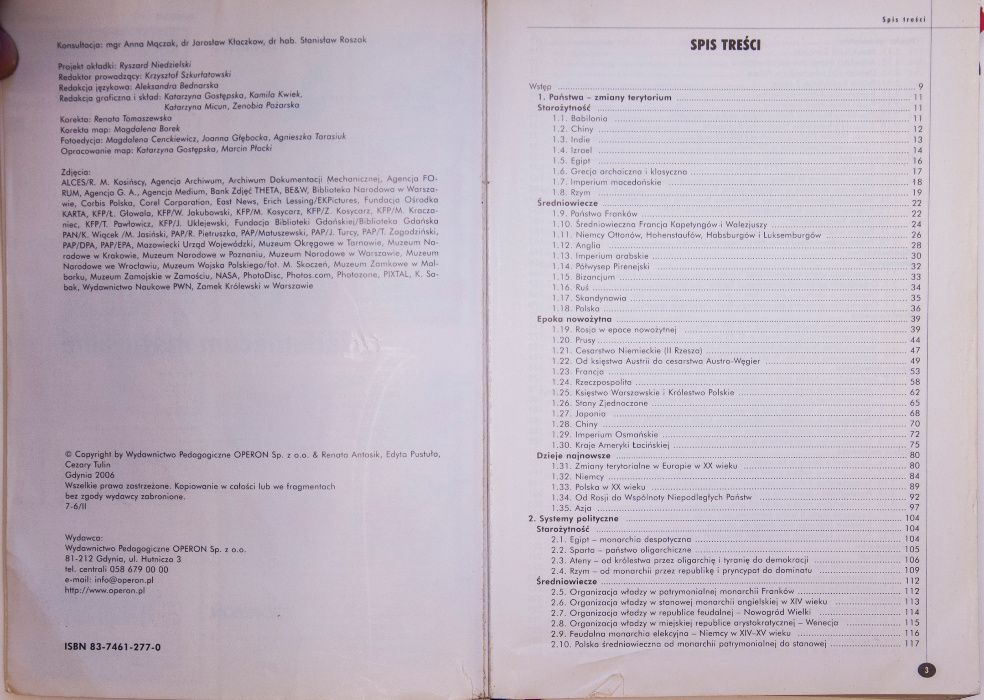 Konsultacja: mgr Anna Mączak, dr Jarosław Kłaczkow, dr hab. Stanisław Roszak
Projekt okładki: Ryszard Niedzielski
Redaktor prowadzący: Krzysztof Szkurłatowski
Redakcja językowa: Aleksandra Bednarska
Redakcja graficzna i skład: Katarzyna Gostępska, Kamila Kwiek,
Katarzyna Micun, Zenobia Pożarska
Korekta: Renata Tomaszewska
Korekta map: Magdalena Borek
Fotoedycja: Magdalena Cenckiewicz, Joanna Głębocka, Agnieszka Tarasiuk
Opracowanie map: Katarzyna Gostępska, Marcin Płocki
Zdjęcia:
ALCES/R. M. Kosińscy, Agencja Archiwum, Archiwum Dokumentacji Mechanicznej, Agencja FO-
RUM, Agencja G. A., Agencja Medium, Bank Zdjęć THETA, BE&W, Biblioteka Narodowa w Warsza-
wie, Corbis Polska, Corel Corporation, East News, Erich Lessing/EKPictures, Fundacja Ośrodka
KARTA, KFP/Ł. Głowala, KFP/W. Jakubowski, KFP/M. Kosycarz, KFP/Z. Kosycarz, KFP/M. Kracza-
niec, KFP/T. Pawłowicz, KFP/J. Uklejewski, Fundacja Biblioteki Gdańskiej/Biblioteka Gdańska
PAN/K. Wiącek /M. Jasiński, PAP/R. Pietruszka, PAP/Matuszewski, PAP/J. Turcy, PAP/T. Zagodziński,
PAP/DPA, PAP/EPA, Mazowiecki Urząd Wojewódzki, Muzeum Okręgowe w Tarnowie, Muzeum Na-
rodowe w Krakowie, Muzeum Narodowe w Poznaniu, Muzeum Narodowe w Warszawie, Muzeum
Narodowe we Wrocławiu, Muzeum Wojska Polskiego/fot. M. Skoczeń, Muzeum Zamkowe w Mal-
borku, Muzeum Zamojskie w Zamościu, NASA, PhotoDisc, Photos.com, Photozone, PIXTAL, K. Sa-
bak, Wydawnictwo Naukowe PWN, Zamek Królewski w Warszawie
© Copyright by Wydawnictwo Pedagogiczne OPERON Sp. z o.o. & Renata Antosik, Edyta Pustuła,
Cezary Tulin
Gdynia 2006
Wszelkie prawa zastrzeżone. Kopiowanie w całości lub we fragmentach
bez zgody wydawcy zabronione.
7-6/II
Wydawca:
Wydawnictwo Pedagogiczne OPERON Sp. z o.o.
81-212 Gdynia, ul. Hutnicza 3
tel. centrali 058 679 00 00
e-mail: info@operon.pl
http://www.operon.pl
ISBN 83-7461-277-0
Spis treści
SPIS TREŚCI
Wstęp 9
1. Państwa – zmiany terytorium 11
Starożytność 11
1.1. Babilonia 11
1.2. Chiny 12
1.3. Indie 13
1.4. Izrael 14
1.5. Egipt 16
1.6. Grecja archaiczna i klasyczna 17
1.7. Imperium macedońskie 18
1.8. Rzym 19
Średniowiecze 22
1.9. Państwo Franków 22
1.10. Średniowieczna Francja Kapetyngów i Walezjuszy 24
1.11. Niemcy Ottonów, Hohenstaufów, Habsburgów i Luksemburgów 26
1.12. Anglia 28
1.13. Imperium arabskie 30
1.14. Półwysep Pirenejski 32
1.15. Bizancjum 33
1.16. Ruś 34
1.17. Skandynawia 35
1.18. Polska 36
Epoka nowożytna 39
1.19. Rosja w epoce nowożytnej 39
1.20. Prusy 44
1.21. Cesarstwo Niemieckie (II Rzesza) 47
1.22. Od księstwa Austrii do cesarstwa Austro-Węgier 49
1.23. Francja 53
1.24. Rzeczpospolita 58
1.25. Księstwo Warszawskie i Królestwo Polskie 62
1.26. Stany Zjednoczone 65
1.27. Japonia 68
1.28. Chiny 70
1.29. Imperium Osmańskie 72
1.30. Kraje Ameryki Łacińskiej 75
Dzieje najnowsze 80
1.31. Zmiany terytorialne w Europie w XX wieku 80
1.32. Niemcy 84
1.33. Polska w XX wieku 89
1.34. Od Rosji do Wspólnoty Niepodległych Państw 92
1.35. Azja 97
2. Systemy polityczne 104
Starożytność 104
2.1. Egipt – monarchia despotyczna 104
2.2. Sparta – państwo oligarchiczne 105
2.3. Ateny – od królestwa przez oligarchię i tyranię do demokracji 106
2.4. Rzym – od monarchii przez republikę i pryncypat do dominatu 109
Średniowiecze 112
2.5. Organizacja władzy w patrymonialnej monarchii Franków 112
2.6. Organizacja władzy w stanowej monarchii angielskiej w XIV wieku 113
2.7. Organizacja władzy w republice feudalnej – Nowogród Wielki 114
2.8. Organizacja władzy w miejskiej republice arystokratycznej – Wenecja 115
2.9. Feudalna monarchia elekcyjna – Niemcy w XIV–XV wieku 116
2.10. Polska średniowieczna od monarchii patrymonialnej do stanowej 117
3